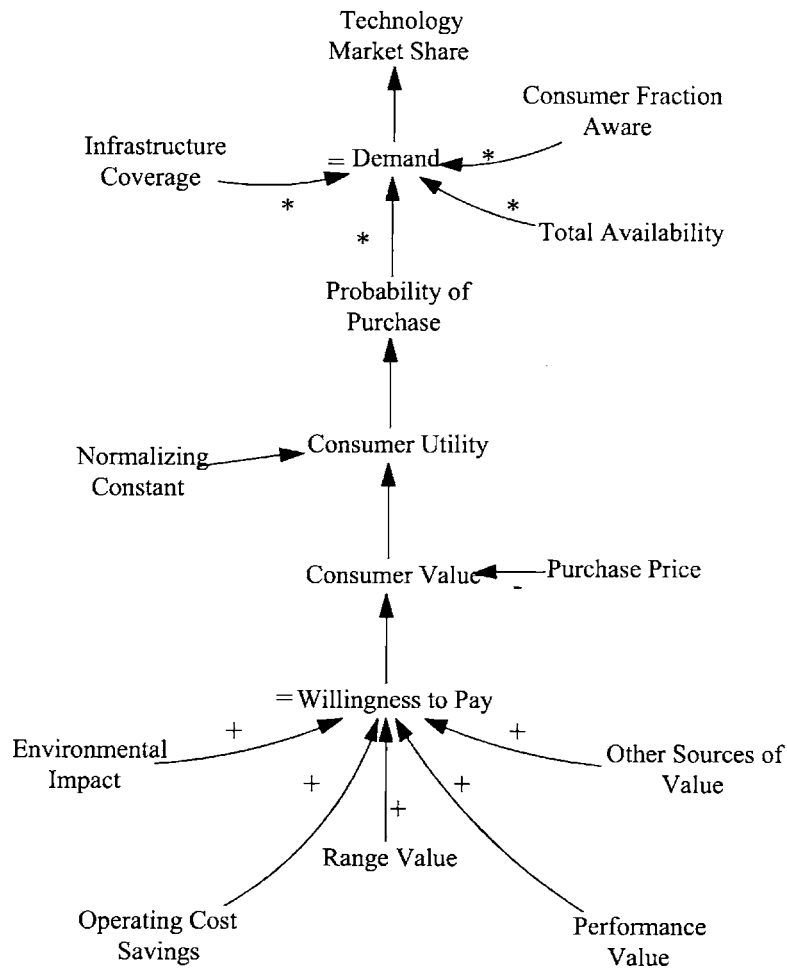 Technology
Market Share
Consumer Fraction
Aware
Infrastructure
Coverage
= Demand
*
*
*
*
Total Availability
Probability of
Purchase
Consumer Utility
Normalizing
Constant
Consumer Value
Purchase Price
-
= Willingness to Pay
+
+
Environmental
Impact
Other Sources of
Value
+
+
+
Range Value
Operating Cost
Savings
Performance
Value